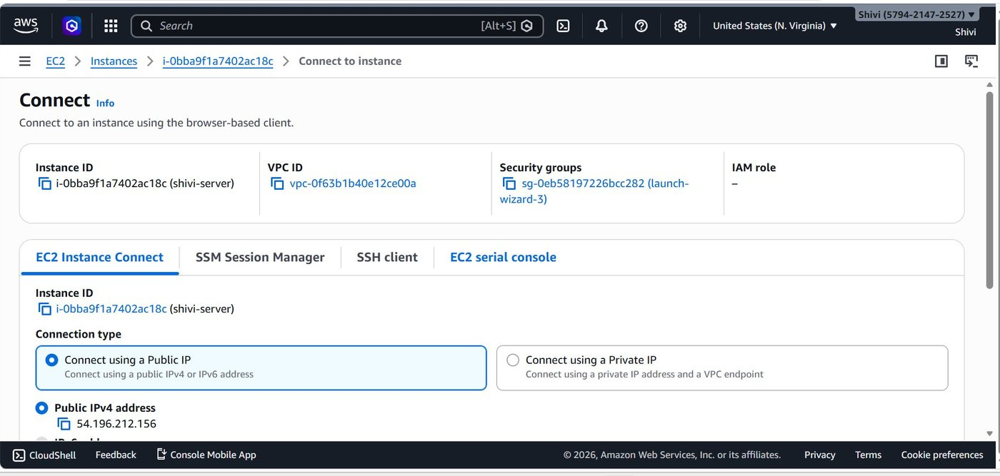 aws
Search
[Alt+S]
United States (N. Virginia) ▼
Shivi (5794-2147-2527) ▼
Shivi
EC2 > Instances > i-0bba9f1a7402ac18c > Connect to instance
Connect Info
Connect to an instance using the browser-based client.
Instance ID
i-0bba9f1a7402ac18c (shivi-server)
VPC ID
vpc-0f63b1b40e12ce00a
Security groups
sg-0eb58197226bcc282 (launch-
wizard-3)
IAM role
–
EC2 Instance Connect
SSM Session Manager
SSH client
EC2 serial console
Instance ID
i-0bba9f1a7402ac18c (shivi-server)
Connection type
Connect using a Public IP
Connect using a public IPv4 or IPv6 address
Connect using a Private IP
Connect using a private IP address and a VPC endpoint
Public IPv4 address
54.196.212.156
CloudShell
Feedback
Console Mobile App
© 2026, Amazon Web Services, Inc. or its affiliates.
Privacy
Terms
Cookie preferences